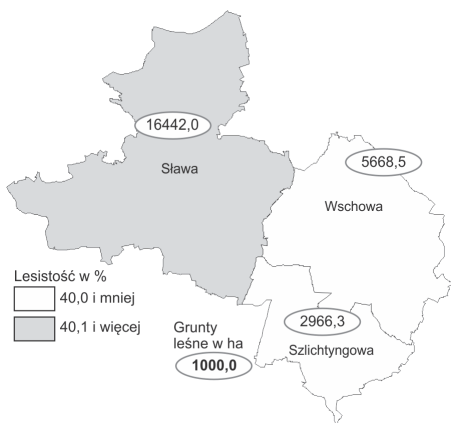 16442,0
Sława
5668,5
Wschowa
Lesistość w %
40,0 i mniej
40,1 i więcej
Grunty
leśne w ha
1000,0
2966,3
Szlichtyngowa